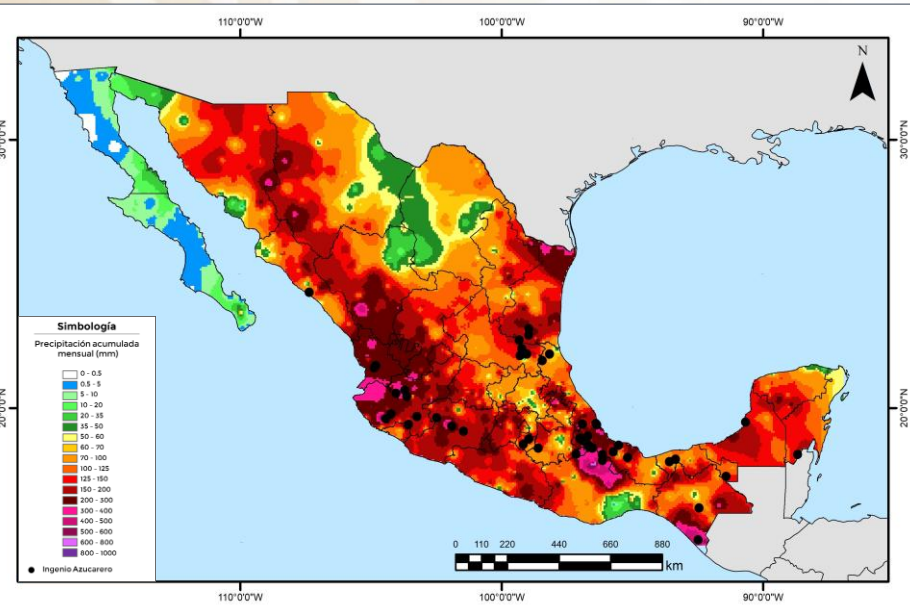 110°0'0"W 100°0'0"W 90°0'0"W
N
30°0'0"N 30°0'0"N
20°0'0"N 20°0'0"N
Simbología
Precipitación acumulada
mensual (mm)
0 - 0.5
0.5 - 5
5 - 10
10 - 20
20 - 35
35 - 50
50 - 60
60 - 70
70 - 100
100 - 125
125 - 150
150 - 200
200 - 300
300 - 400
400 - 500
500 - 600
600 - 800
800 - 1000
Ingenio Azucarero
0 110 220 440 660 880
km
110°0'0"W 100°0'0"W 90°0'0"W